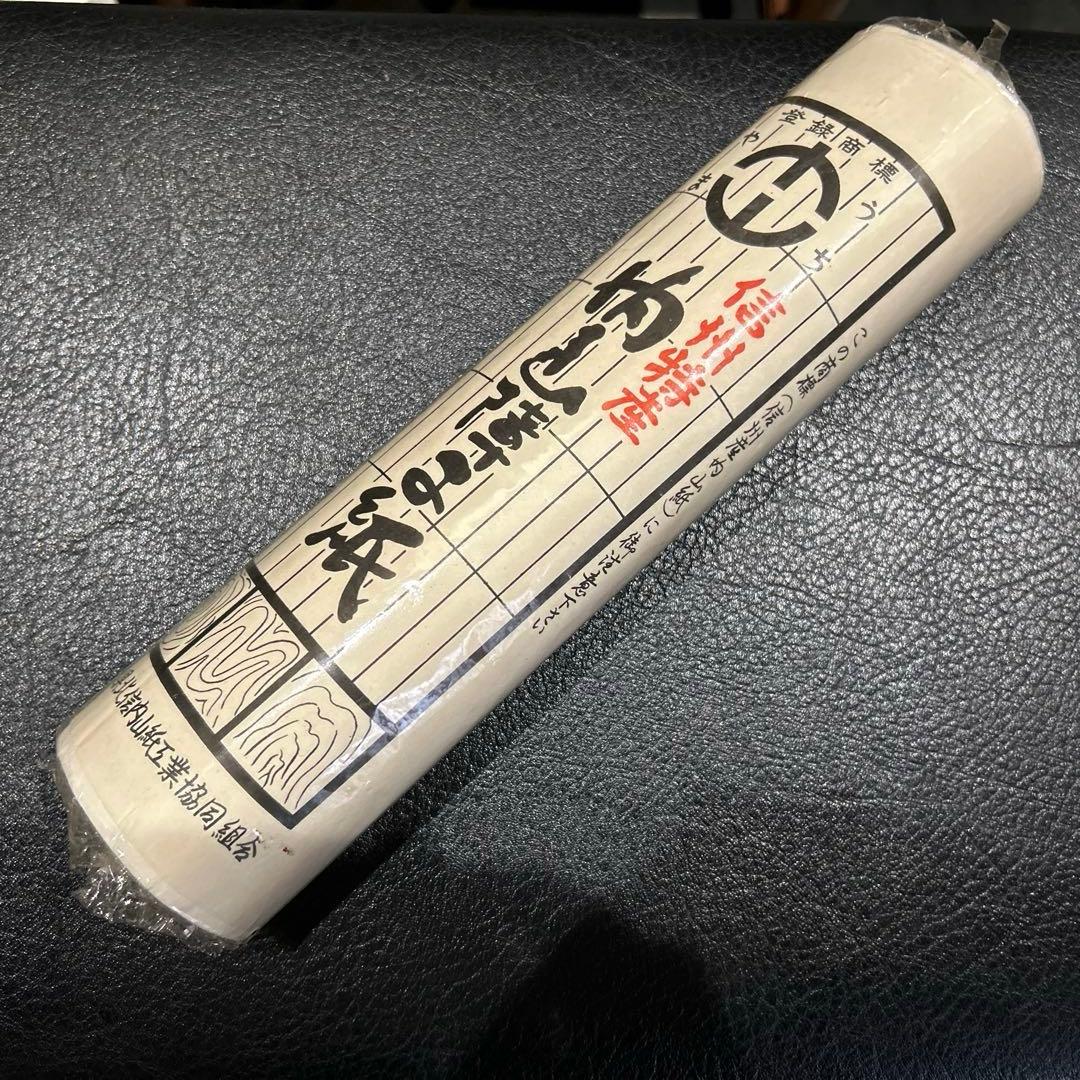 登録商標
うちやま
信州特産
内山障子紙
この商標(信州産内山紙)に御注意下さい
北信内山紙工業協同組合